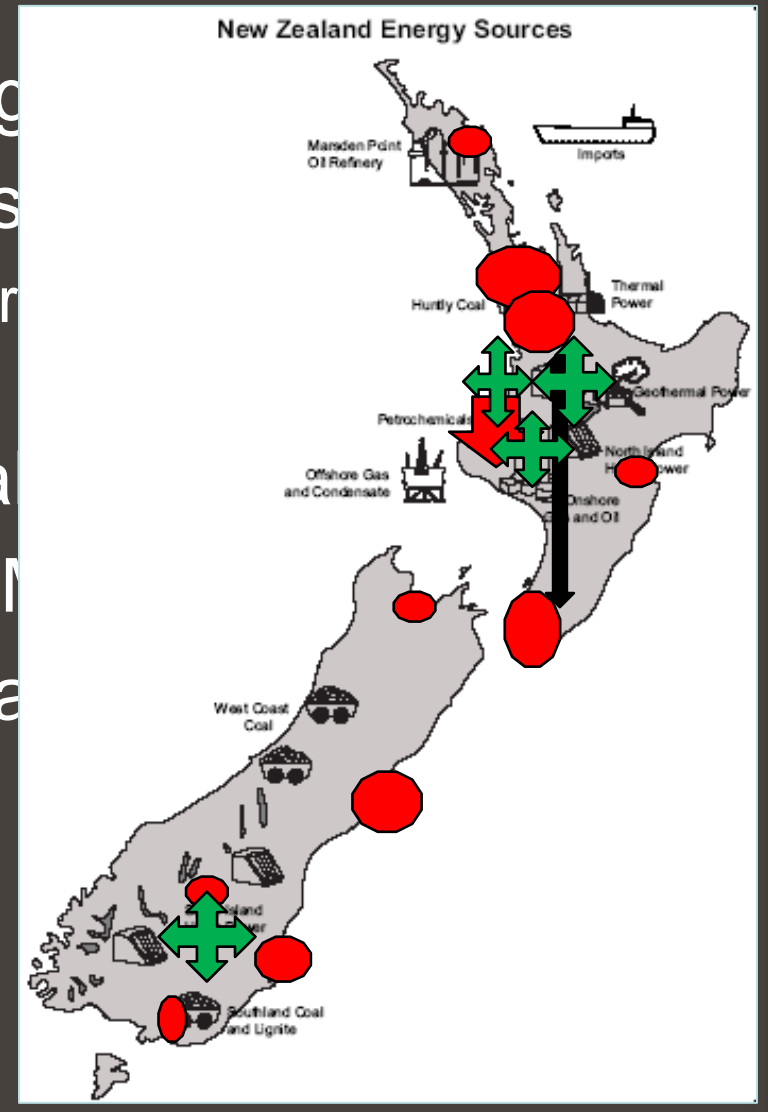 New Zealand Energy Sources
Marsden Point
Oil Refinery
Imports
Thermal
Power
Huntly Coal
Geothermal Power
Petrochemicals
North Island
Offshore Gas
and Condensate
Onshore
and Oil
West Coast
Coal
Island
Southland Coal
and Lignite